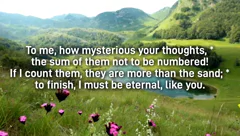 To me, how mysterious your thoughts, *
the sum of them not to be numbered!
If I count them, they are more than the sand; *
to finish, I must be eternal, like you.